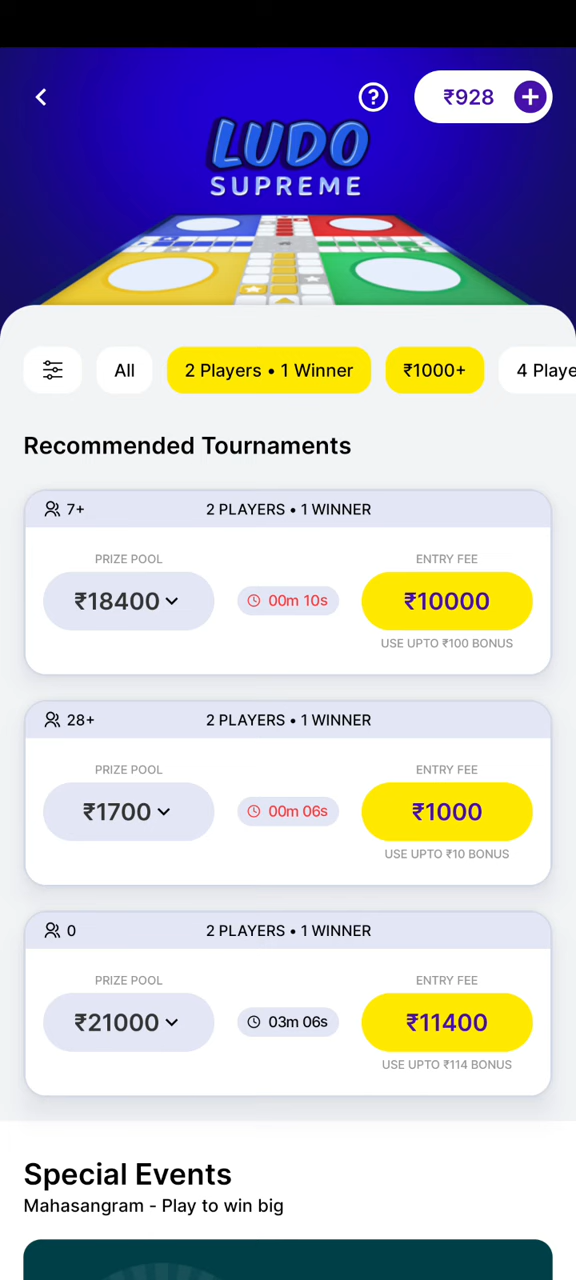 ₹928
LUDO
SUPREME
All
2 Players • 1 Winner
₹1000+
4 Playe
Recommended Tournaments
7+
2 PLAYERS • 1 WINNER
PRIZE POOL
ENTRY FEE
₹18400
00m 10s
₹10000
USE UPTO ₹100 BONUS
28+
2 PLAYERS • 1 WINNER
PRIZE POOL
ENTRY FEE
₹1700
00m 06s
₹1000
USE UPTO ₹10 BONUS
0
2 PLAYERS • 1 WINNER
PRIZE POOL
ENTRY FEE
₹21000
03m 06s
₹11400
USE UPTO ₹114 BONUS
Special Events
Mahasangram - Play to win big